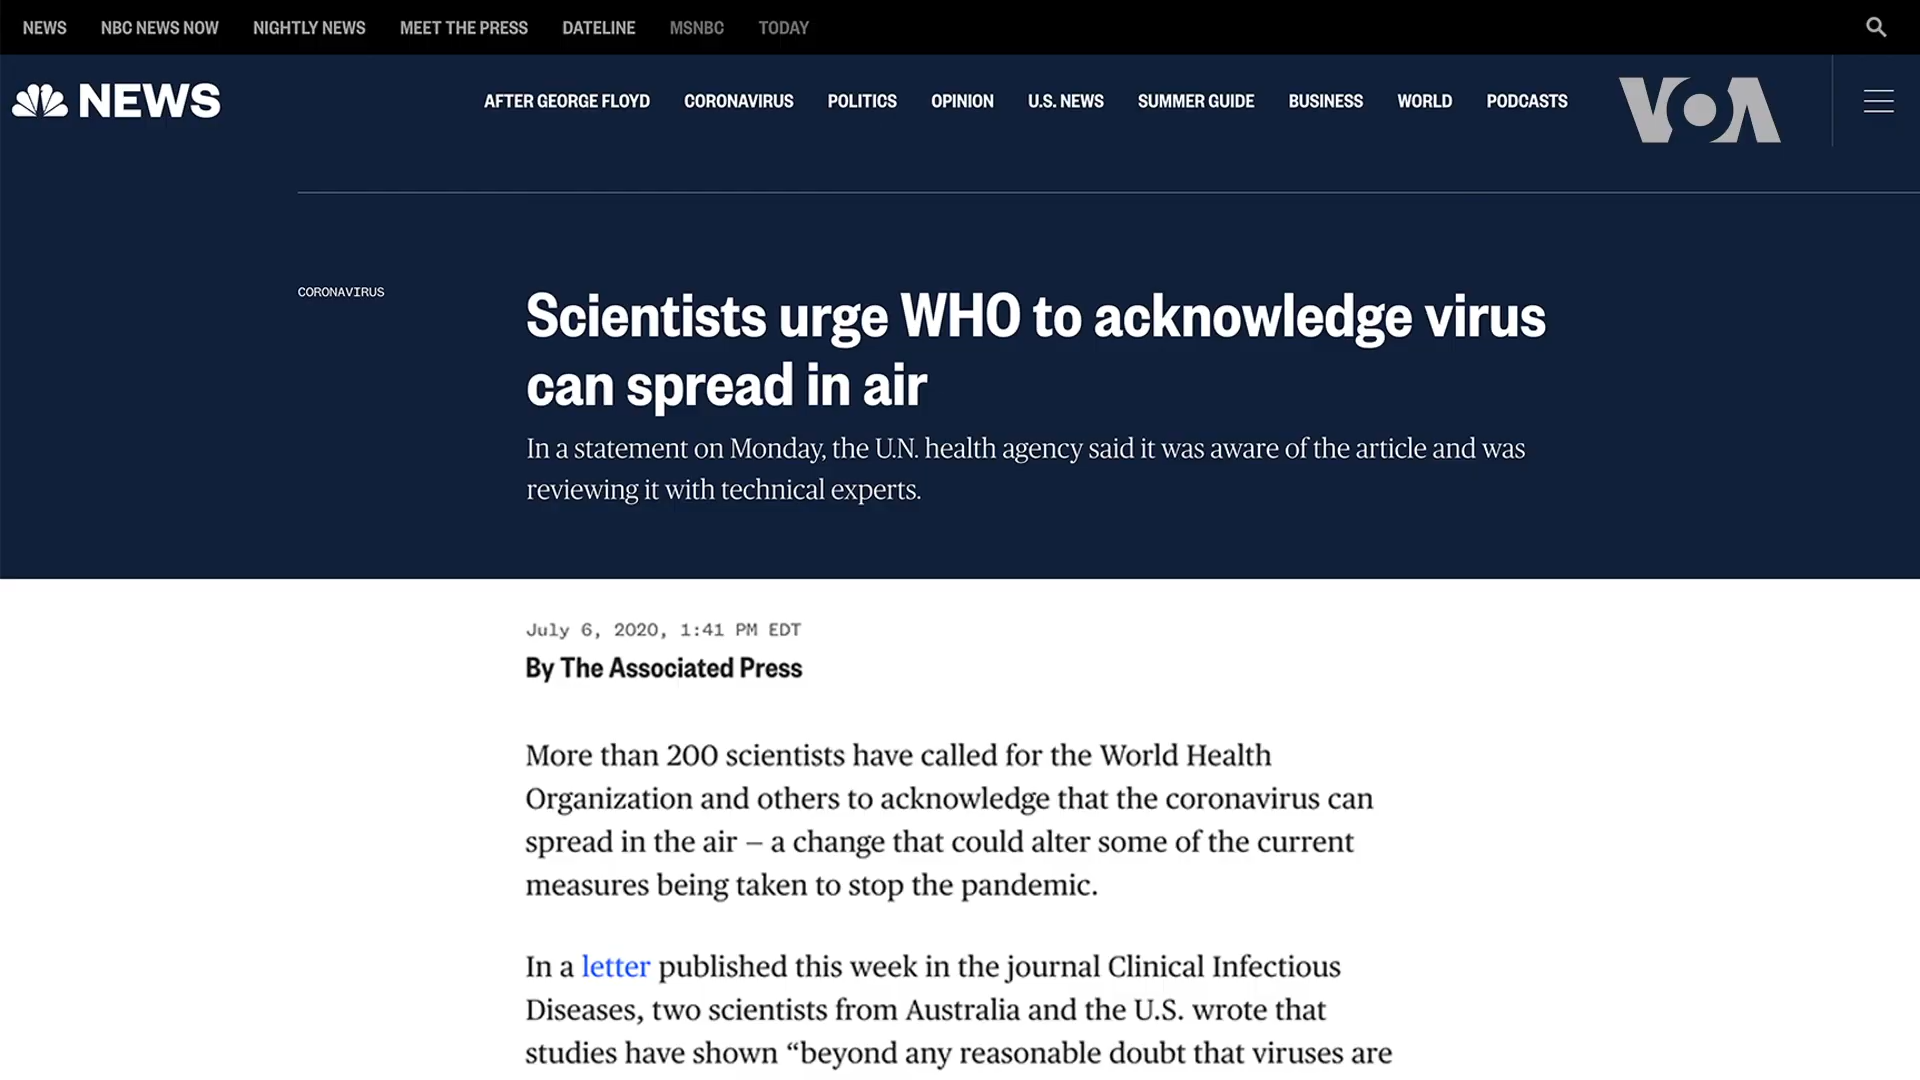 NEWS NBC NEWS NOW NIGHTLY NEWS MEET THE PRESS DATELINE MSNBC TODAY
NEWS AFTER GEORGE FLOYD CORONAVIRUS POLITICS OPINION U.S. NEWS SUMMER GUIDE BUSINESS WORLD PODCASTS VOA
CORONAVIRUS
Scientists urge WHO to acknowledge virus
can spread in air
In a statement on Monday, the U.N. health agency said it was aware of the article and was
reviewing it with technical experts.
July 6, 2020, 1:41 PM EDT
By The Associated Press
More than 200 scientists have called for the World Health
Organization and others to acknowledge that the coronavirus can
spread in the air – a change that could alter some of the current
measures being taken to stop the pandemic.
In a letter published this week in the journal Clinical Infectious
Diseases, two scientists from Australia and the U.S. wrote that
studies have shown “beyond any reasonable doubt that viruses are